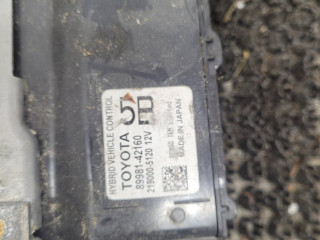 HYBRID VEHICLE CONTROL
TOYOTA
89981-42160
219000-5120 12V
MADE IN JAPAN